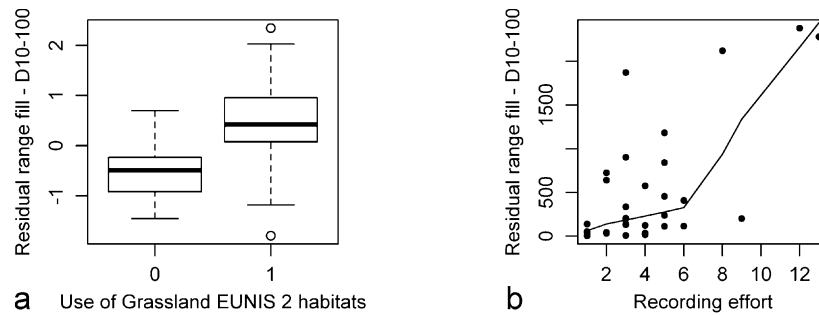 Residual range fill - D10-100
2
1
0
-1
0 1
a Use of Grassland EUNIS 2 habitats
Residual range fill - D10-100
1500
500
0
2 4 6 8 10 12
b Recording effort